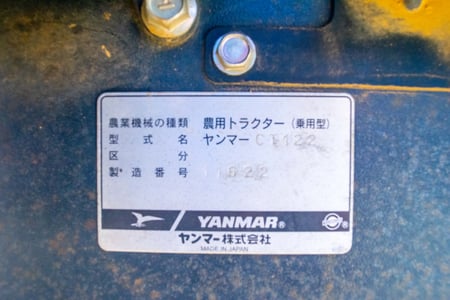 農業機械の種類 農用トラクター（乗用型）
型式名 ヤンマー CT122
区分
製造番号
YANMAR®
ヤンマー株式会社
MADE IN JAPAN